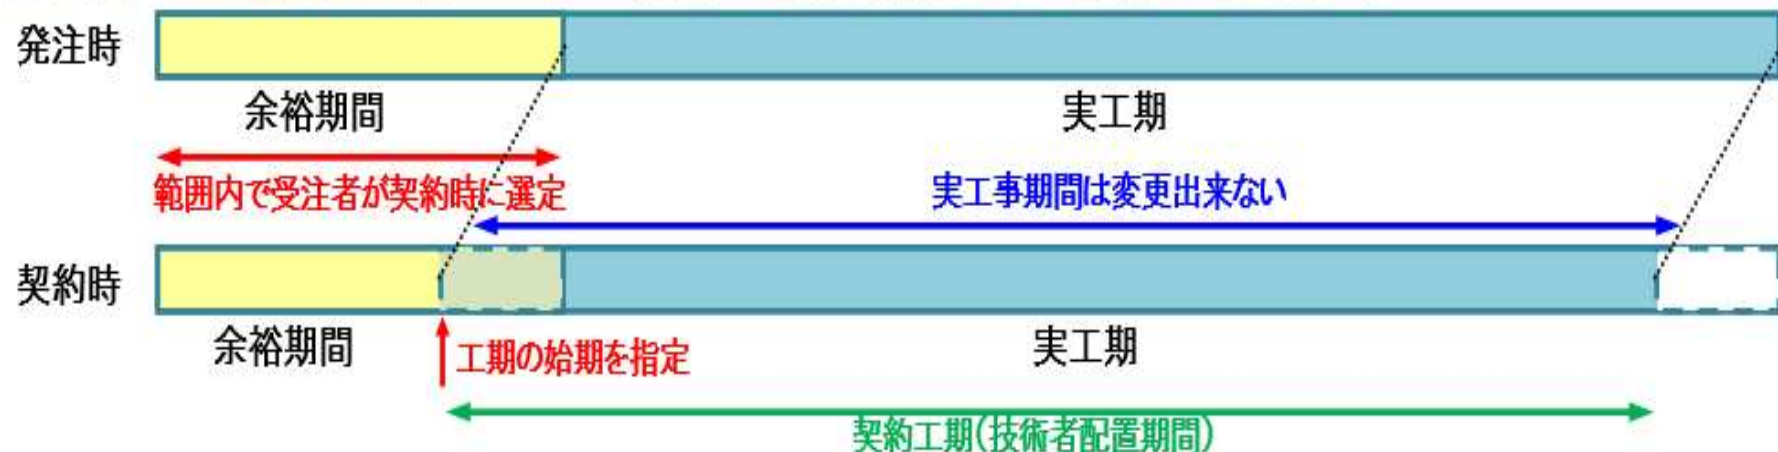 発注時
余裕期間
実工期
範囲内で受注者が契約時に選定
実工事期間は変更出来ない
契約時
余裕期間
工期の始期を指定
実工期
契約工期(技術者配置期間)